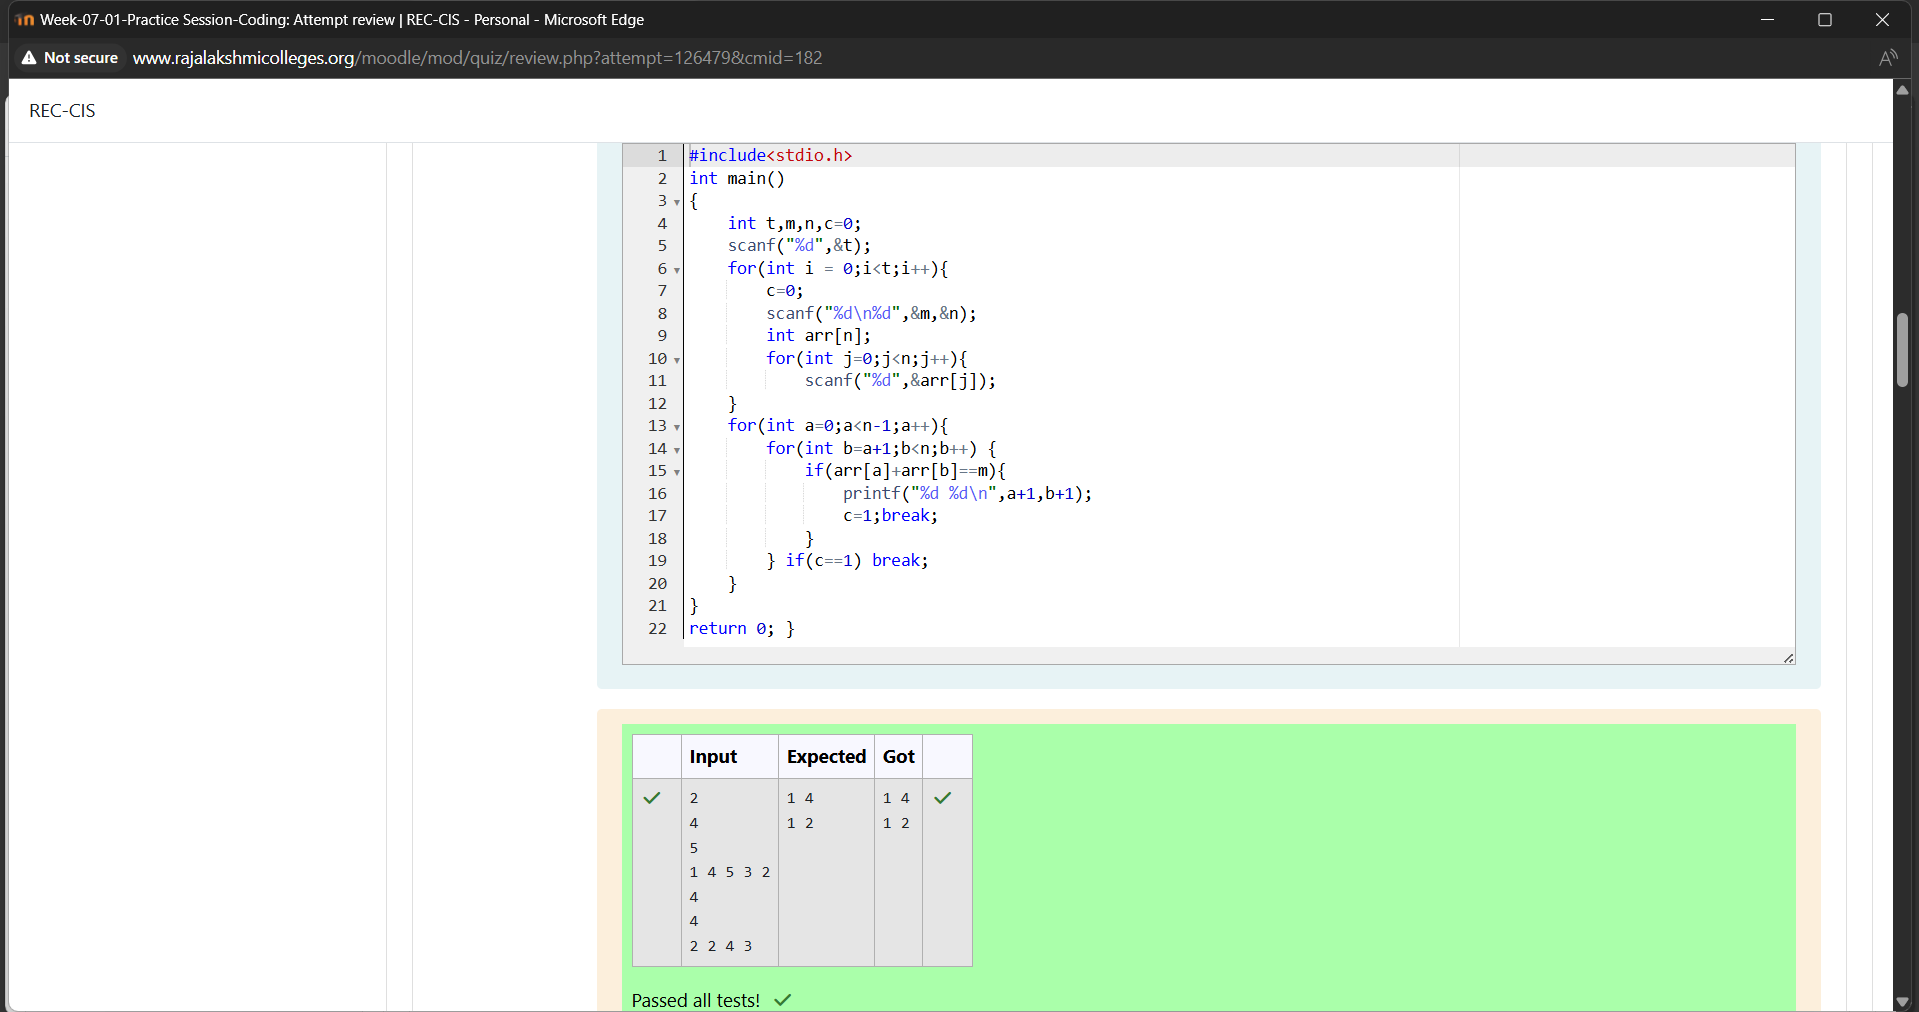 Week-07-01-Practice Session-Coding: Attempt review | REC-CIS - Personal - Microsoft Edge
Not secure www.rajalakshmicolleges.org/moodle/mod/quiz/review.php?attempt=126479&cmid=182
REC-CIS
1 #include<stdio.h>
2 int main()
3 {
4     int t,m,n,c=0;
5     scanf("%d",&t);
6     for(int i = 0;i<t;i++){
7         c=0;
8         scanf("%d\n%d",&m,&n);
9         int arr[n];
10         for(int j=0;j<n;j++){
11             scanf("%d",&arr[j]);
12     }
13     for(int a=0;a<n-1;a++){
14         for(int b=a+1;b<n;b++) {
15             if(arr[a]+arr[b]==m){
16                 printf("%d %d\n",a+1,b+1);
17                 c=1;break;
18             }
19         } if(c==1) break;
20     }
21 }
22 return 0; }
Input Expected Got
2 1 4 1 4
4 1 2 1 2
5
1 4 5 3 2
4
4
2 2 4 3
Passed all tests!